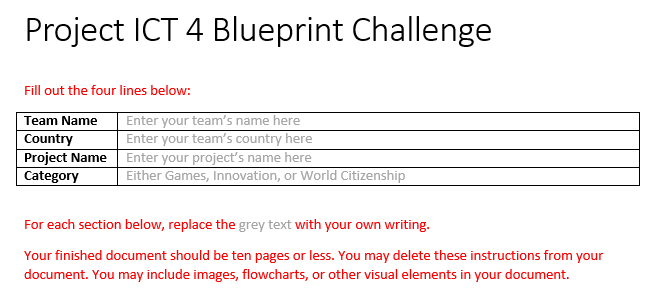 Project ICT 4 Blueprint Challenge
Fill out the four lines below:
Team Name Enter your team's name here
Country Enter your team's country here
Project Name Enter your project's name here
Category Either Games, Innovation, or World Citizenship
For each section below, replace the grey text with your own writing.
Your finished document should be ten pages or less. You may delete these instructions from your
document. You may include images, flowcharts, or other visual elements in your document.